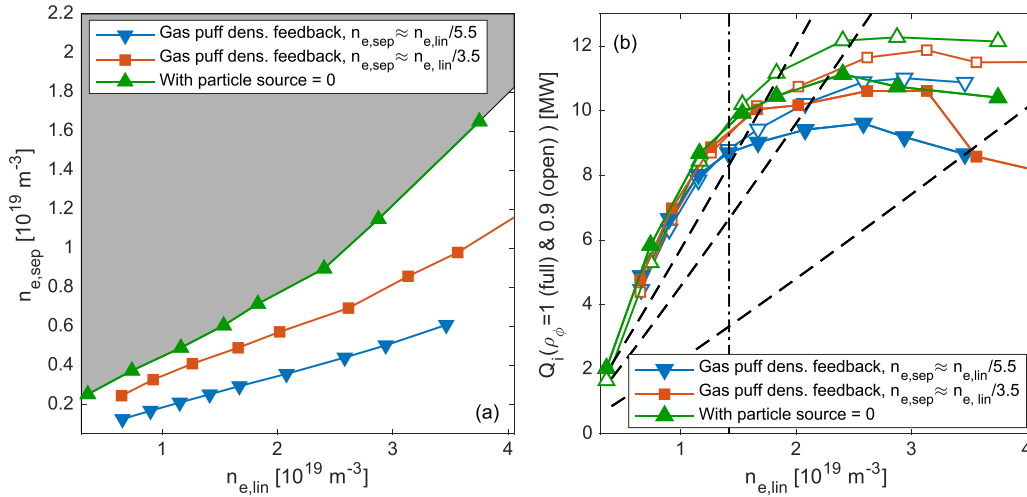 2.2
2
1.8
1.6
1.4
1.2
1
0.8
0.6
0.4
0.2
n_e,sep [10^19 m^-3]
Gas puff dens. feedback, n_e,sep ≈ n_e,lin/5.5
Gas puff dens. feedback, n_e,sep ≈ n_e, lin/3.5
With particle source = 0
(a)
1 2 3 4
n_e,lin [10^19 m^-3]
(b)
12
10
8
6
4
2
0
Q_i(ρ_ϕ=1 (full) & 0.9 (open) ) [MW]
Gas puff dens. feedback, n_e,sep ≈ n_e,lin/5.5
Gas puff dens. feedback, n_e,sep ≈ n_e, lin/3.5
With particle source = 0
1 2 3 4
n_e,lin [10^19 m^-3]